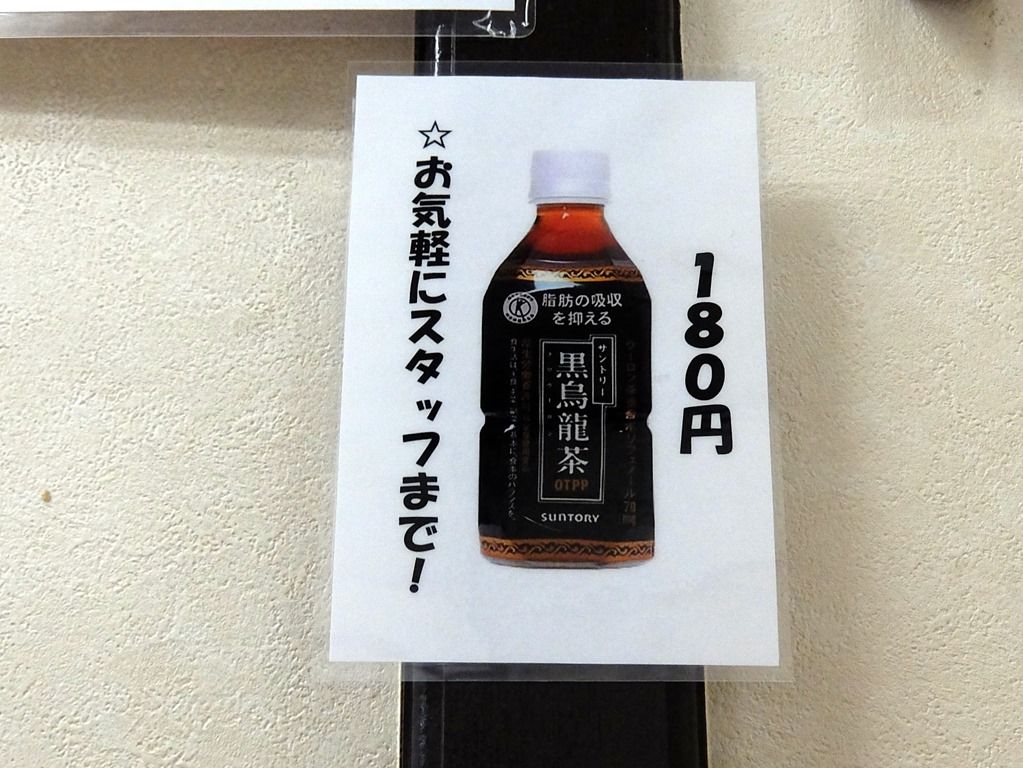 180円
脂肪の吸収
を抑える
サントリー
黒烏龍茶
OTPP
SUNTORY
☆お気軽にスタッフまで!